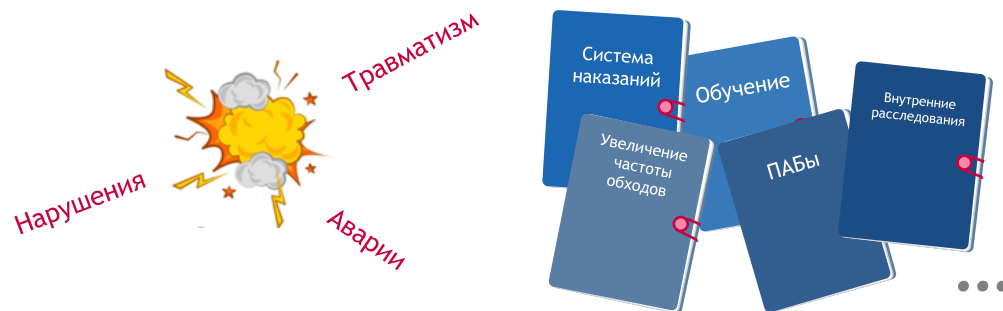 Травматизм
Нарушения
Аварии
Система
наказаний
Обучение
Внутренние
расследования
Увеличение
частоты
обходов
ПАБы
...